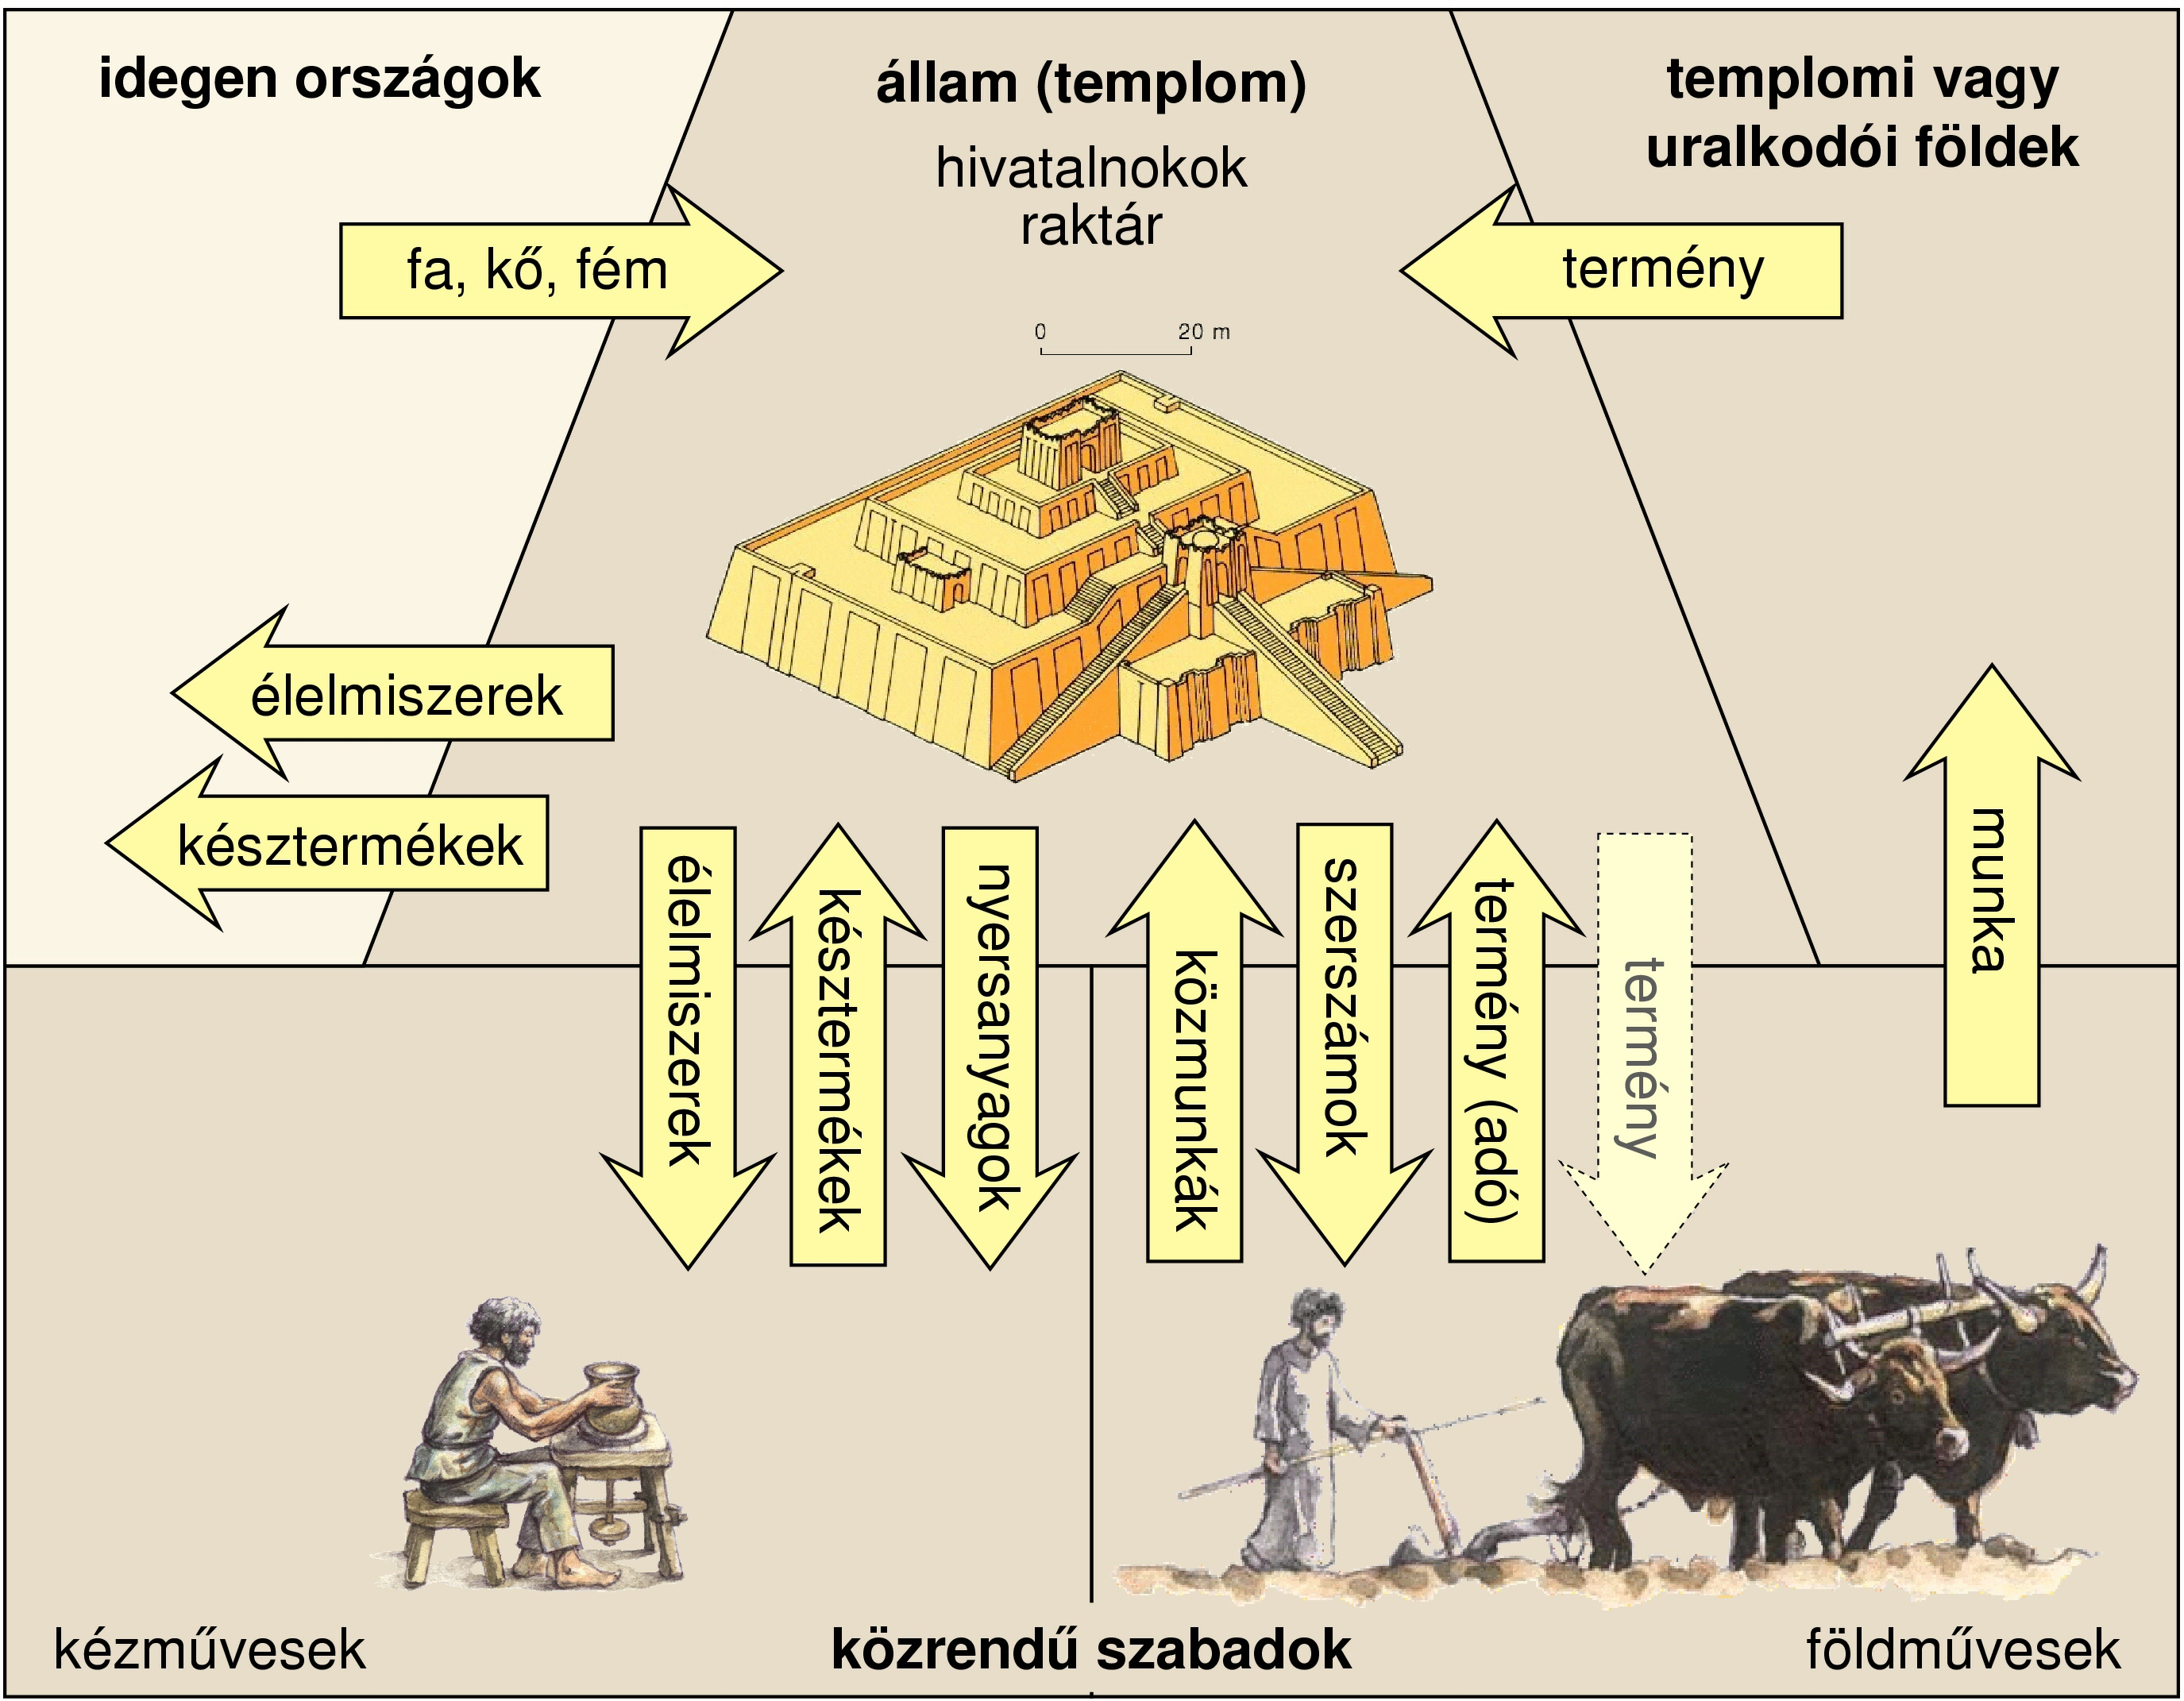 idegen országok
állam (templom)
hivatalnokok
raktár
templomi vagy
uralkodói földek
fa, kő, fém
termény
0 20 m
élelmiszerek
késztermékek
élelmiszerek
késztermékek
nyersanyagok
közmunkák
szerszámok
termény (adó)
termény
munka
kézművesek
közrendű szabadok
földművesek